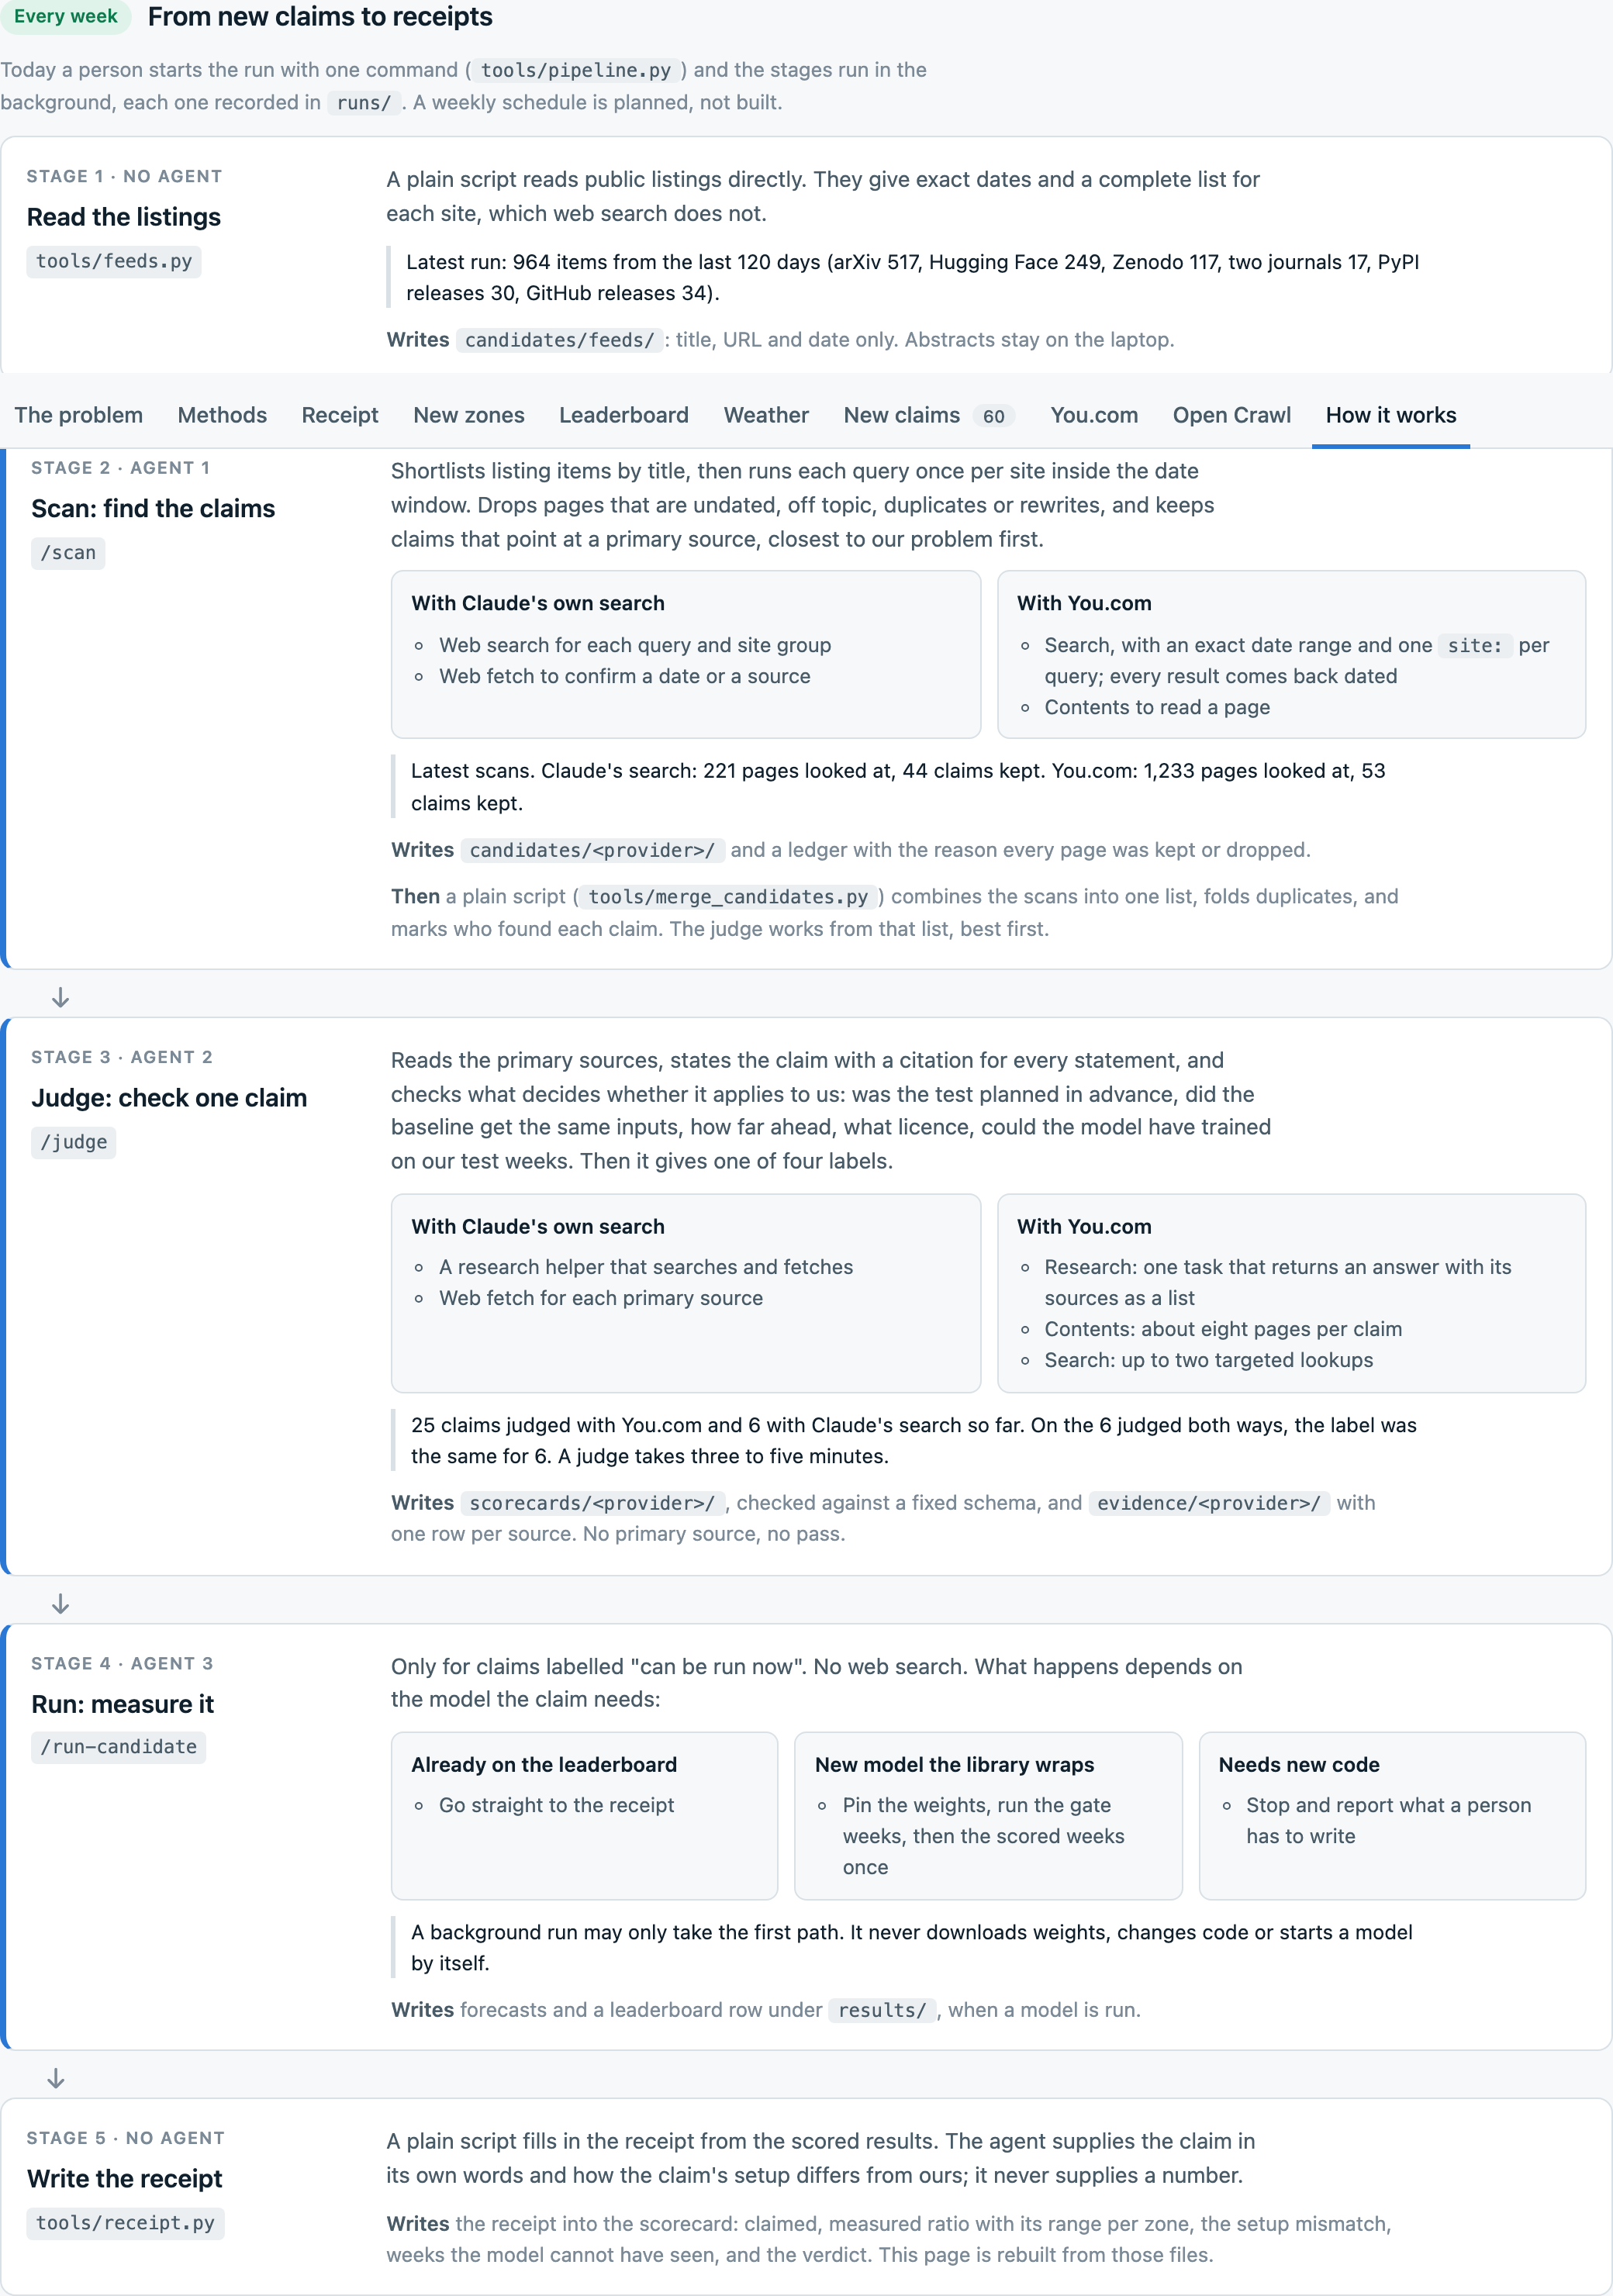 Every week From new claims to receipts
Today a person starts the run with one command ( tools/pipeline.py ) and the stages run in the
background, each one recorded in runs/ . A weekly schedule is planned, not built.
STAGE 1 · NO AGENT
Read the listings
tools/feeds.py
A plain script reads public listings directly. They give exact dates and a complete list for
each site, which web search does not.
Latest run: 964 items from the last 120 days (arXiv 517, Hugging Face 249, Zenodo 117, two journals 17, PyPI
releases 30, GitHub releases 34).
Writes candidates/feeds/ : title, URL and date only. Abstracts stay on the laptop.
The problem Methods Receipt New zones Leaderboard Weather New claims 60 You.com Open Crawl How it works
STAGE 2 · AGENT 1
Scan: find the claims
/scan
Shortlists listing items by title, then runs each query once per site inside the date
window. Drops pages that are undated, off topic, duplicates or rewrites, and keeps
claims that point at a primary source, closest to our problem first.
With Claude's own search
Web search for each query and site group
Web fetch to confirm a date or a source
With You.com
Search, with an exact date range and one site: per
query; every result comes back dated
Contents to read a page
Latest scans. Claude's search: 221 pages looked at, 44 claims kept. You.com: 1,233 pages looked at, 53
claims kept.
Writes candidates/<provider>/ and a ledger with the reason every page was kept or dropped.
Then a plain script ( tools/merge_candidates.py ) combines the scans into one list, folds duplicates, and
marks who found each claim. The judge works from that list, best first.
STAGE 3 · AGENT 2
Judge: check one claim
/judge
Reads the primary sources, states the claim with a citation for every statement, and
checks what decides whether it applies to us: was the test planned in advance, did the
baseline get the same inputs, how far ahead, what licence, could the model have trained
on our test weeks. Then it gives one of four labels.
With Claude's own search
A research helper that searches and fetches
Web fetch for each primary source
With You.com
Research: one task that returns an answer with its
sources as a list
Contents: about eight pages per claim
Search: up to two targeted lookups
25 claims judged with You.com and 6 with Claude's search so far. On the 6 judged both ways, the label was
the same for 6. A judge takes three to five minutes.
Writes scorecards/<provider>/ , checked against a fixed schema, and evidence/<provider>/ with
one row per source. No primary source, no pass.
STAGE 4 · AGENT 3
Run: measure it
/run-candidate
Only for claims labelled "can be run now". No web search. What happens depends on
the model the claim needs:
Already on the leaderboard
Go straight to the receipt
New model the library wraps
Pin the weights, run the gate
weeks, then the scored weeks
once
Needs new code
Stop and report what a person
has to write
A background run may only take the first path. It never downloads weights, changes code or starts a model
by itself.
Writes forecasts and a leaderboard row under results/ , when a model is run.
STAGE 5 · NO AGENT
Write the receipt
tools/receipt.py
A plain script fills in the receipt from the scored results. The agent supplies the claim in
its own words and how the claim's setup differs from ours; it never supplies a number.
Writes the receipt into the scorecard: claimed, measured ratio with its range per zone, the setup mismatch,
weeks the model cannot have seen, and the verdict. This page is rebuilt from those files.